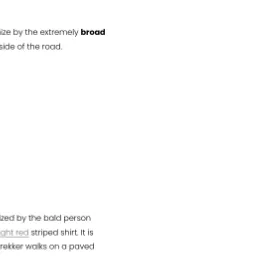 ize by the extremely broad
side of the road.
ized by the bald person
ght red striped shirt. It is
rekker walks on a paved